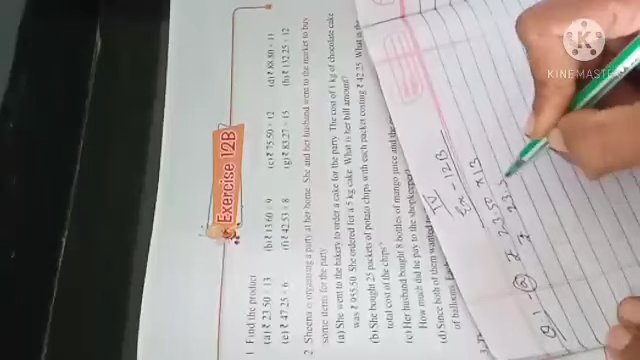 Exercise 12B
1 Find the product
(a) ₹ 23.50 × 13 (b) ₹ 13.60 × 9 (c) ₹ 75.50 × 12 (d) ₹ 88.80 × 11
(e) ₹ 47.25 × 6 (f) ₹ 42.53 × 8 (g) ₹ 83.27 × 15 (h) ₹ 132.25 × 12
2. Sheena is organising a party at her home. She and her husband went to the market to buy
some items for the party
(a) She went to the bakery to order a cake for the party. The cost of 1 kg of chocolate cake
was ₹ 955.50. She ordered for a 5 kg cake. What is her bill amount?
(b) She bought 25 packets of potato chips with each packet costing ₹ 42.25. What is the
total cost of the chips?
(c) Her husband bought 8 bottles of mango juice and the
How much did he pay to the shopkeeper?
(d) Since both of them wanted
of balloons.
IV
Ex - 12B
Q 1 - (a) ₹ 23.50 × 13
₹ 23.
KINEMASTER